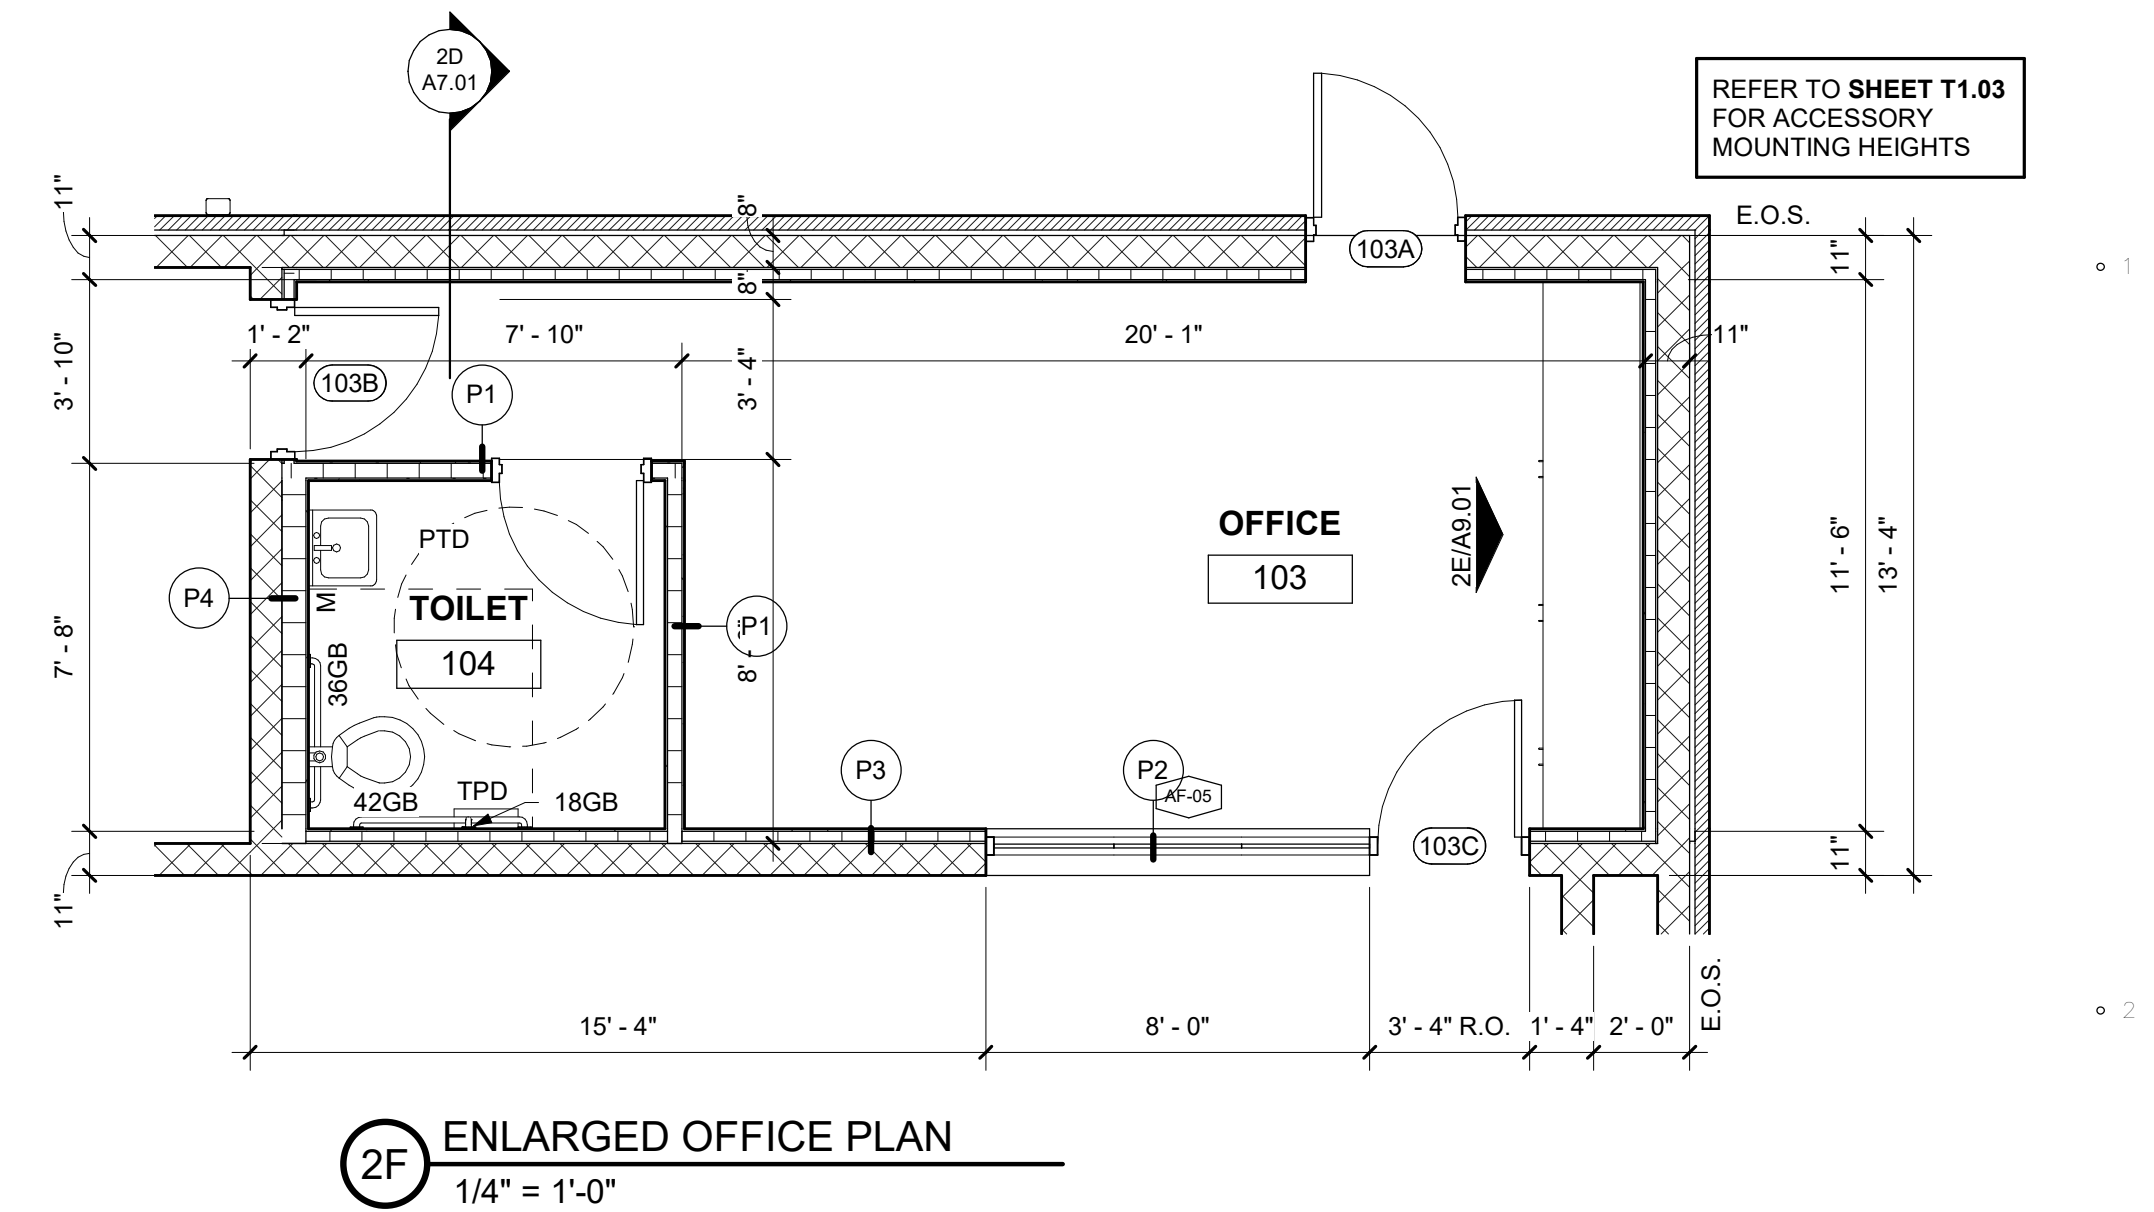 2D
A7.01
REFER TO SHEET T1.03
FOR ACCESSORY
MOUNTING HEIGHTS
E.O.S.
11"
8"
103A
11"
1
8"
1' - 2"
7' - 10"
20' - 1"
11"
3' - 10"
3' - 4"
103B
P1
2E/A9.01
OFFICE
103
11' - 6"
13' - 4"
PTD
P4
M
TOILET
104
P1
8' -
7' - 8"
36GB
P3
P2
AF-05
TPD
42GB
18GB
103C
11"
11"
E.O.S.
2
15' - 4"
8' - 0"
3' - 4" R.O.
1' - 4"
2' - 0"
2F
ENLARGED OFFICE PLAN
1/4" = 1'-0"